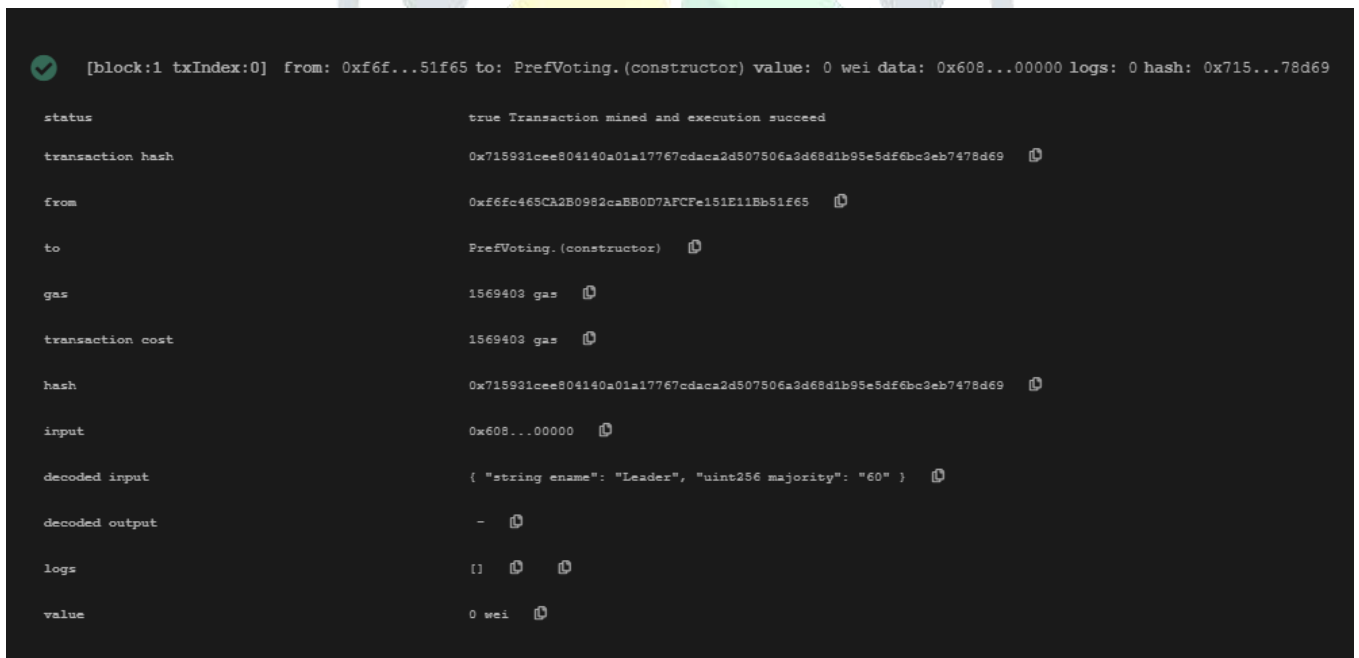 [block:1 txIndex:0] from: 0xf6f...51f65 to: PrefVoting.(constructor) value: 0 wei data: 0x608...00000 logs: 0 hash: 0x715...78d69
status true Transaction mined and execution succeed
transaction hash 0x715931cee804140a01a17767cdaca2d507506a3d68d1b95e5df6bc3eb7478d69
from 0xf6fc465CA2B0982caBB0D7AFCFe151E11Bb51f65
to PrefVoting.(constructor)
gas 1569403 gas
transaction cost 1569403 gas
hash 0x715931cee804140a01a17767cdaca2d507506a3d68d1b95e5df6bc3eb7478d69
input 0x608...00000
decoded input { "string ename": "Leader", "uint256 majority": "60" }
decoded output -
logs []
value 0 wei